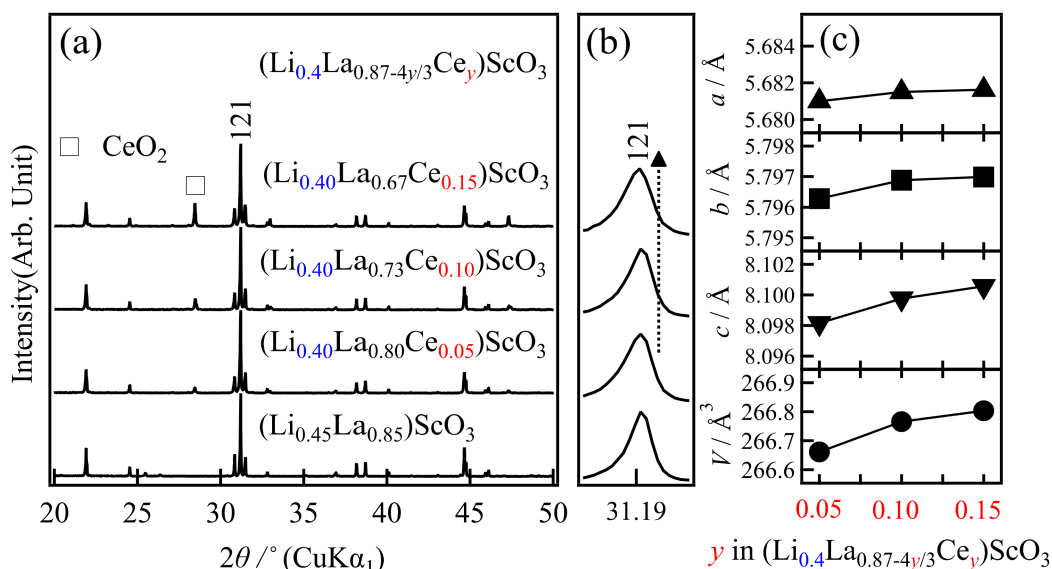 (a)
(Li0.4La0.87-4y/3Cey)ScO3
121
□ CeO2
(Li0.40La0.67Ce0.15)ScO3
(Li0.40La0.73Ce0.10)ScO3
(Li0.40La0.80Ce0.05)ScO3
(Li0.45La0.85)ScO3
Intensity(Arb. Unit)
20 25 30 35 40 45 50
2θ /° (CuKα1)
(b)
121
31.19
(c)
a / Å
5.684
5.682
5.680
b / Å
5.798
5.797
5.796
5.795
c / Å
8.102
8.100
8.098
8.096
V / Å3
266.9
266.8
266.7
266.6
0.05 0.10 0.15
y in (Li0.4La0.87-4y/3Cey)ScO3